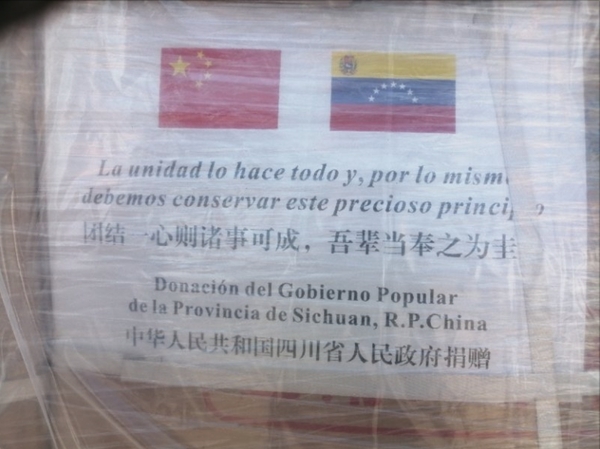 La unidad lo hace todo y, por lo mism
debemos conservar este precioso princi
团结一心则诸事可成，吾辈当奉之为圭
Donación del Gobierno Popular
de la Provincia de Sichuan, R.P.China
中华人民共和国四川省人民政府捐赠